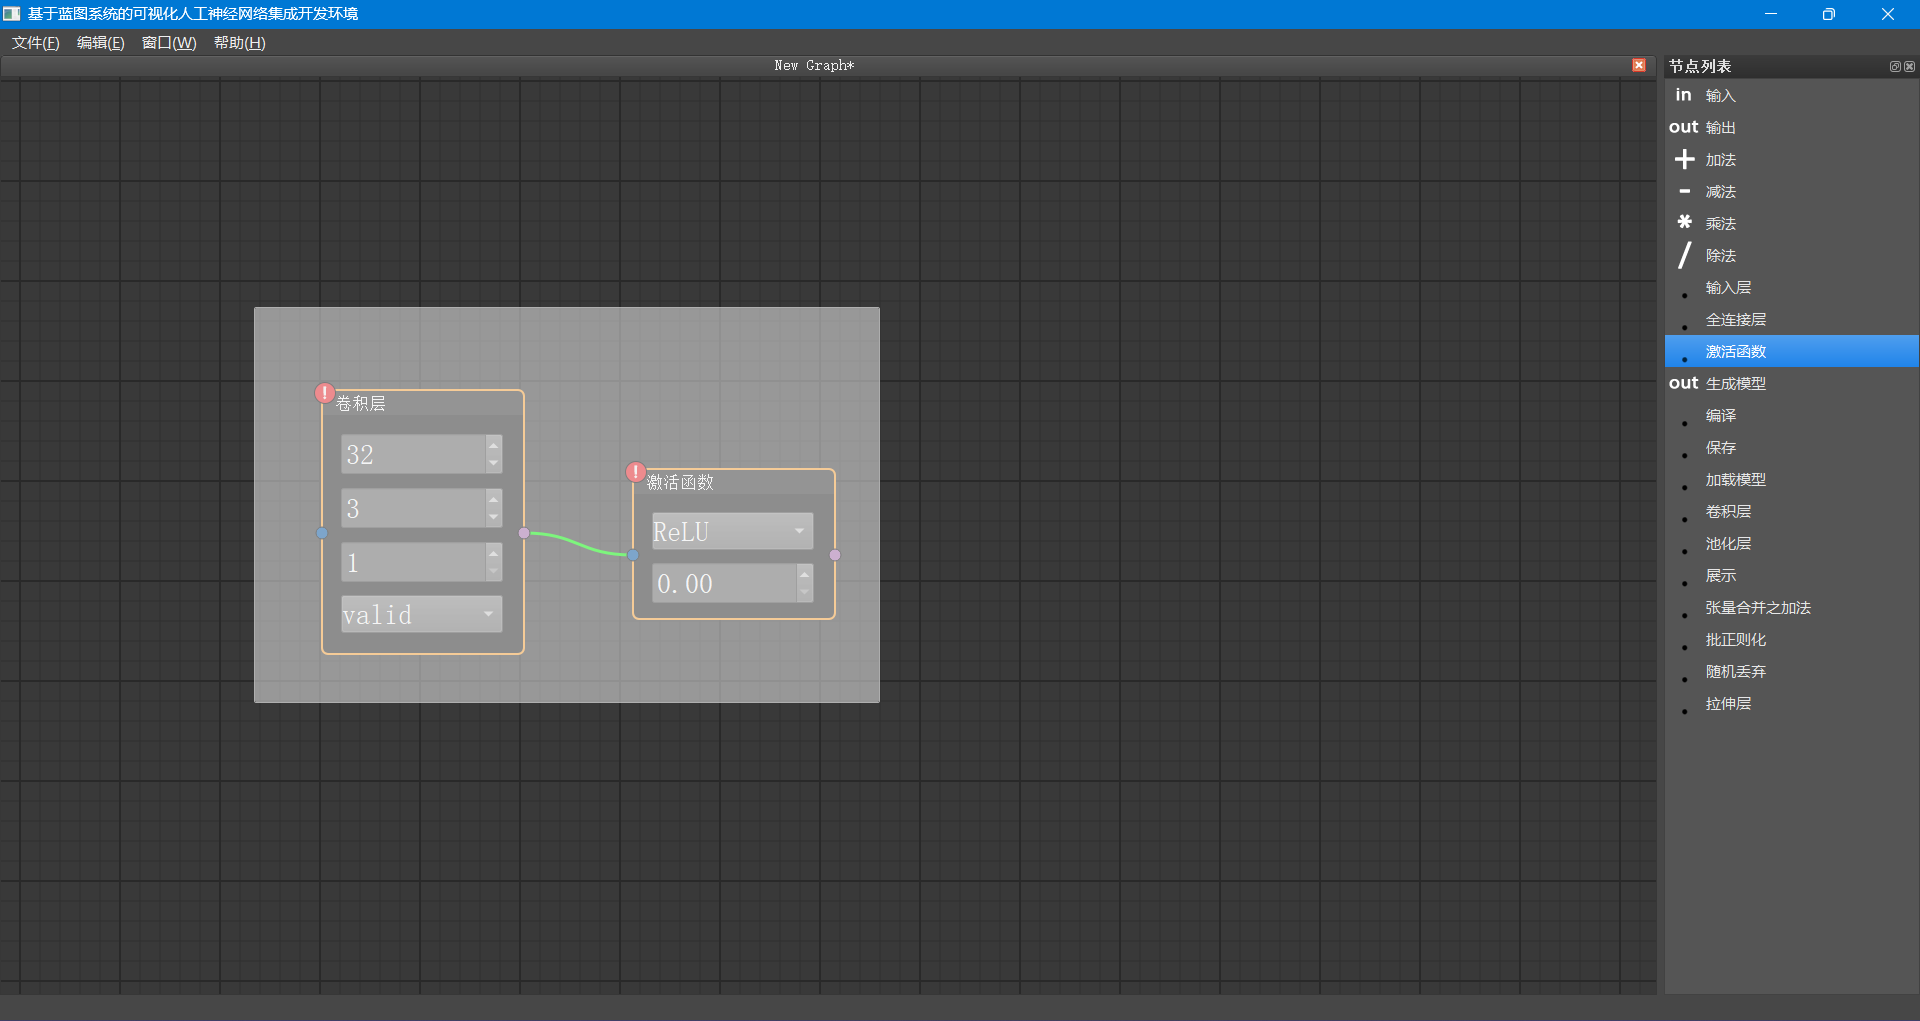 基于蓝图系统的可视化人工神经网络集成开发环境
文件(F) 编辑(E) 窗口(W) 帮助(H)
New Graph*
卷积层
32
3
1
valid
激活函数
ReLU
0.00
节点列表
in 输入
out 输出
+ 加法
- 减法
* 乘法
/ 除法
输入层
全连接层
激活函数
out 生成模型
编译
保存
加载模型
卷积层
池化层
展示
张量合并之加法
批正则化
随机丢弃
拉伸层